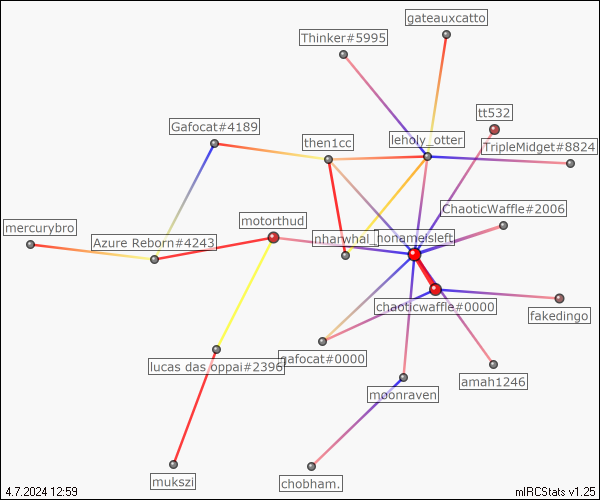 gateauxcatto
Thinker#5995
tt532
Gafocat#4189
then1cc
leholy_otter
TripleMidget#8824
ChaoticWaffle#2006
mercurybro
motorthud
Azure Reborn#4243
nharwhal_
nonameisleft
chaoticwaffle#0000
fakedingo
gafocat#0000
lucas das oppai#2396
amah1246
moonraven
mukszi
chobham.
4.7.2024 12:59
mIRCStats v1.25